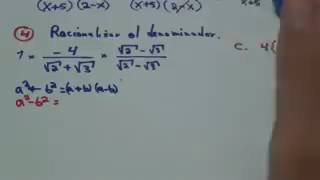 (x+5)(2-x) (x+5)(2-x) x+5
4 Racionalizar el denominador.
1 = -4 / √2 + √3 = √2 - √3 / √2 - √3 c. 4(
a² - b² = (a+b)(a-b)
a² - b² =